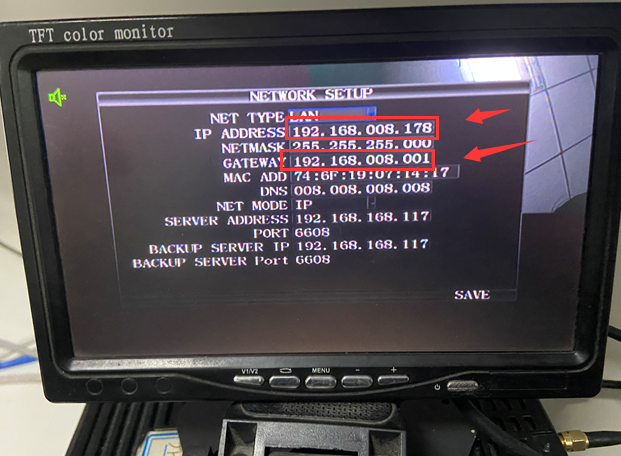 TFT color monitor
NETWORK SETUP
NET TYPE LAN
IP ADDRESS 192.168.008.178
NETMASK 255.255.255.000
GATEWAY 192.168.008.001
MAC ADD 74:6F:19:07:14:17
DNS 008.008.008.008
NET MODE IP
SERVER ADDRESS 192.168.168.117
PORT 6608
BACKUP SERVER IP 192.168.168.117
BACKUP SERVER Port 6608
SAVE
V1/V2 MENU - +